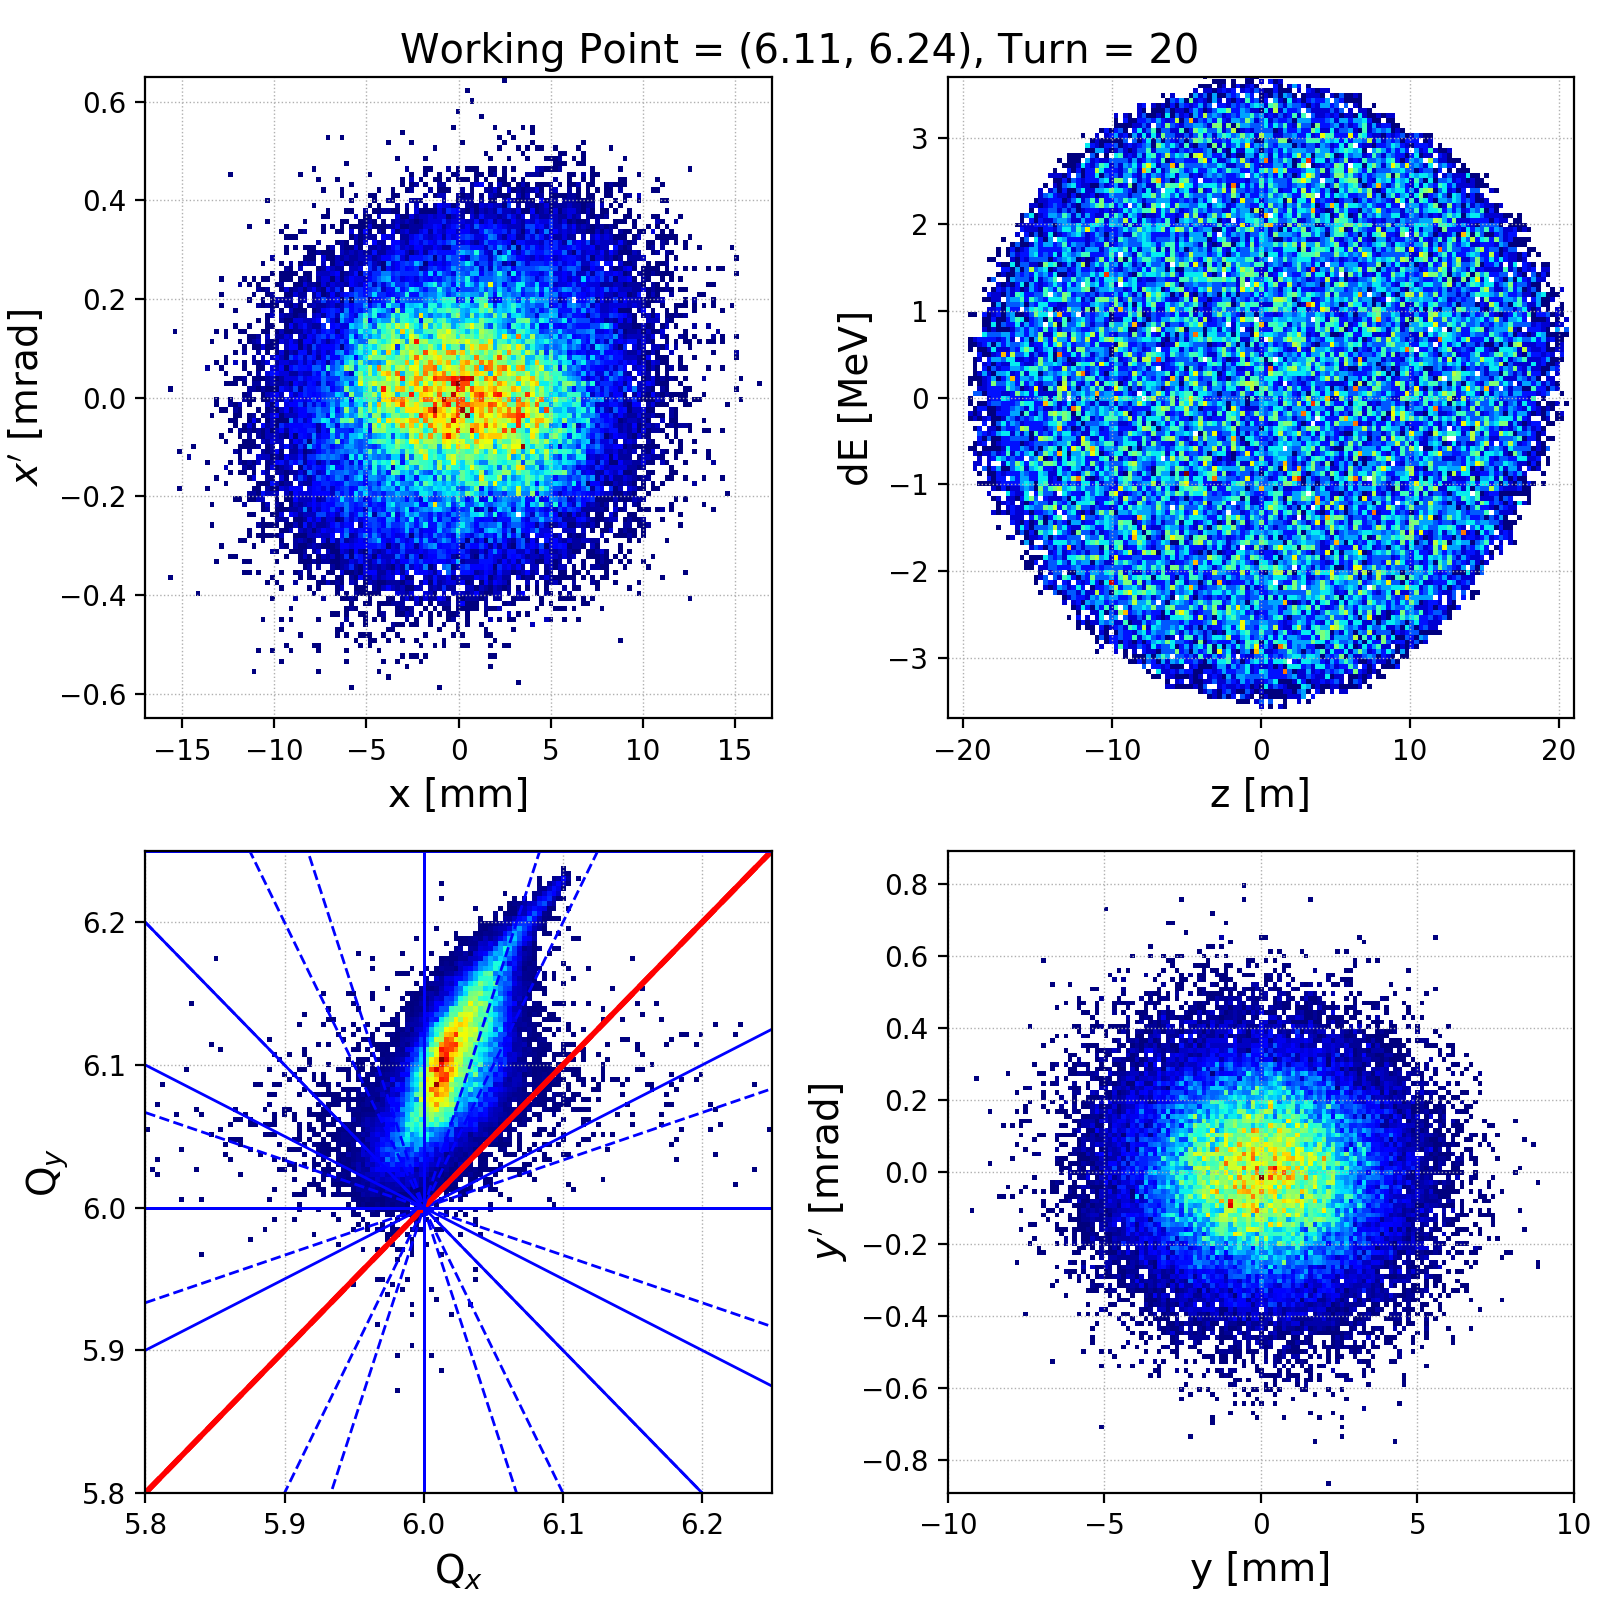 Working Point = (6.11, 6.24), Turn = 20
0.6
0.4
0.2
0.0
−0.2
−0.4
−0.6
x′ [mrad]
−15 −10 −5 0 5 10 15
x [mm]
3
2
1
0
−1
−2
−3
dE [MeV]
−20 −10 0 10 20
z [m]
6.2
6.1
6.0
5.9
5.8
Qy
5.8 5.9 6.0 6.1 6.2
Qx
0.8
0.6
0.4
0.2
0.0
−0.2
−0.4
−0.6
−0.8
y′ [mrad]
−10 −5 0 5 10
y [mm]